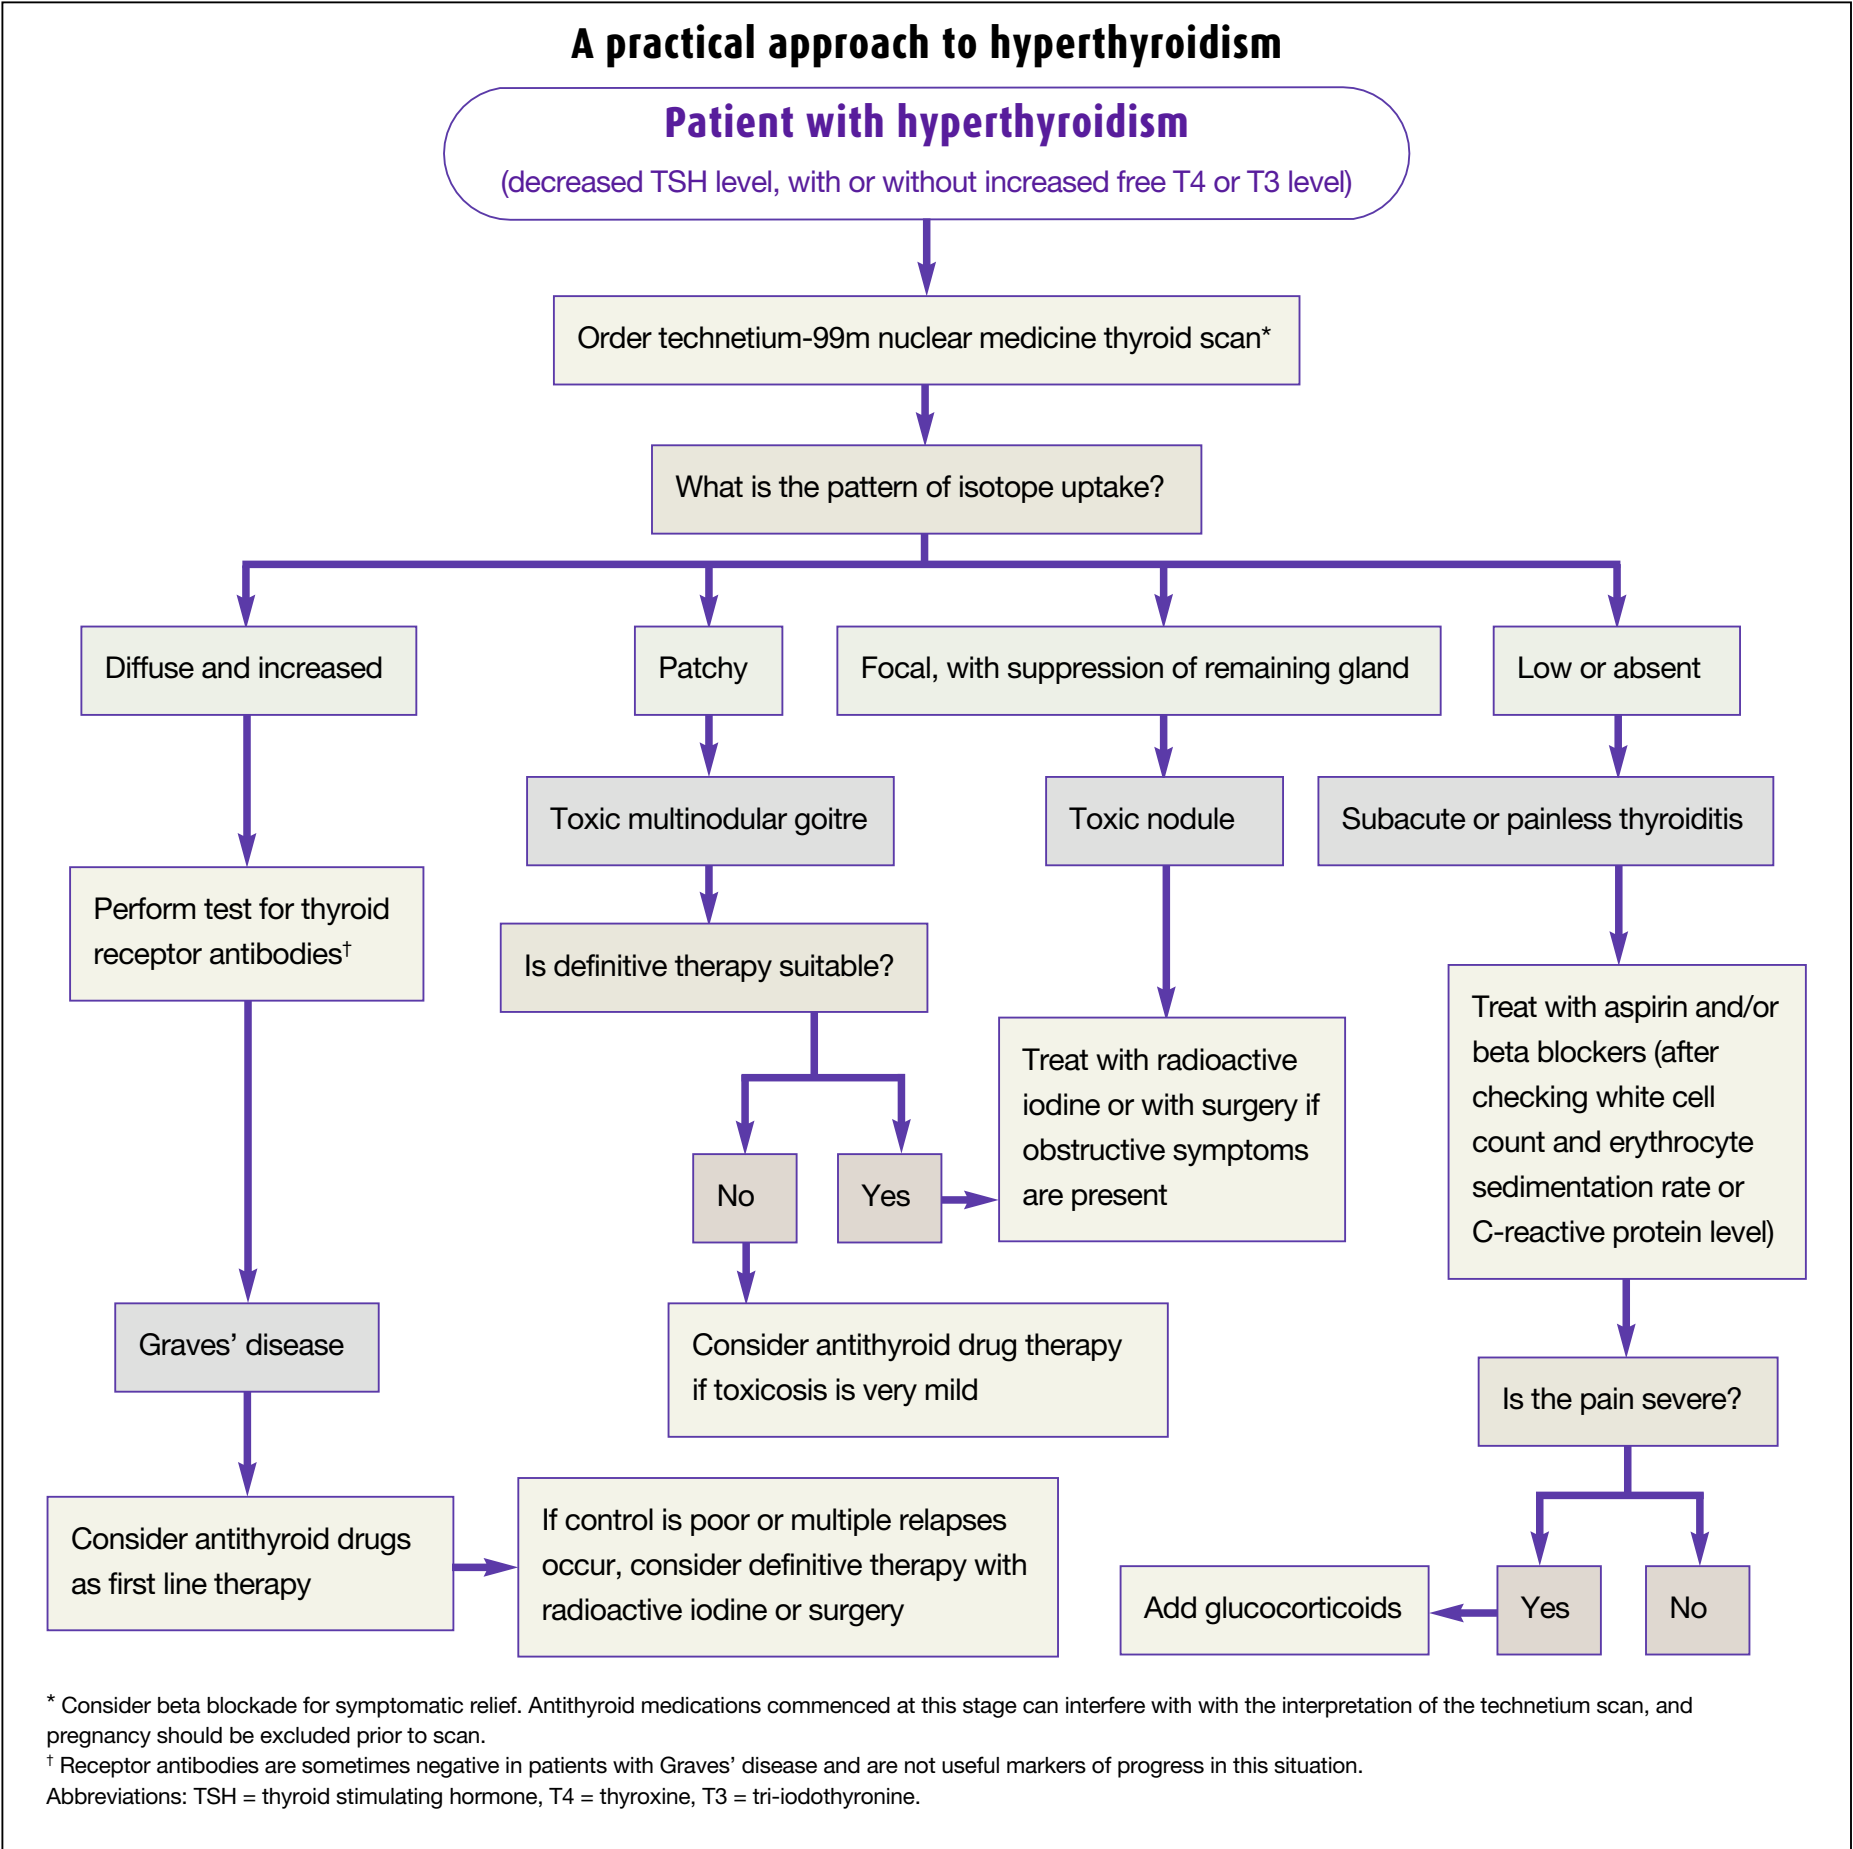 A practical approach to hyperthyroidism
Patient with hyperthyroidism
(decreased TSH level, with or without increased free T4 or T3 level)
Order technetium-99m nuclear medicine thyroid scan*
What is the pattern of isotope uptake?
Diffuse and increased
Patchy
Focal, with suppression of remaining gland
Low or absent
Toxic multinodular goitre
Toxic nodule
Subacute or painless thyroiditis
Perform test for thyroid
receptor antibodies†
Is definitive therapy suitable?
Treat with radioactive
iodine or with surgery if
obstructive symptoms
are present
Treat with aspirin and/or
beta blockers (after
checking white cell
count and erythrocyte
sedimentation rate or
C-reactive protein level)
No
Yes
Graves’ disease
Consider antithyroid drug therapy
if toxicosis is very mild
Is the pain severe?
Consider antithyroid drugs
as first line therapy
If control is poor or multiple relapses
occur, consider definitive therapy with
radioactive iodine or surgery
Add glucocorticoids
Yes
No
* Consider beta blockade for symptomatic relief. Antithyroid medications commenced at this stage can interfere with with the interpretation of the technetium scan, and
pregnancy should be excluded prior to scan.
† Receptor antibodies are sometimes negative in patients with Graves’ disease and are not useful markers of progress in this situation.
Abbreviations: TSH = thyroid stimulating hormone, T4 = thyroxine, T3 = tri-iodothyronine.